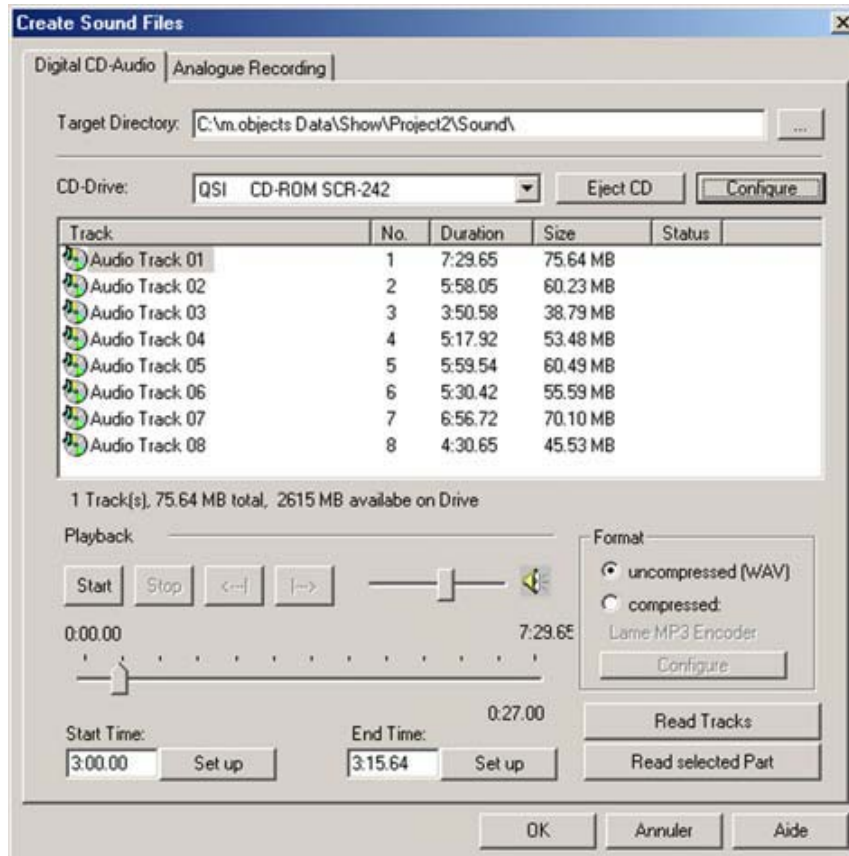 Create Sound Files
Digital CD-Audio Analogue Recording
Target Directory: C:\m.objects Data\Show\Project2\Sound\ ...
CD-Drive: QSI CD-ROM SCR-242 Eject CD Configure
Track No. Duration Size Status
Audio Track 01 1 7:29.65 75.64 MB
Audio Track 02 2 5:58.05 60.23 MB
Audio Track 03 3 3:50.58 38.79 MB
Audio Track 04 4 5:17.92 53.48 MB
Audio Track 05 5 5:59.54 60.49 MB
Audio Track 06 6 5:30.42 55.59 MB
Audio Track 07 7 6:56.72 70.10 MB
Audio Track 08 8 4:30.65 45.53 MB
1 Track(s), 75.64 MB total, 2615 MB availabe on Drive
Playback
Start Stop <---| |--->
0:00.00 7:29.65
0:27.00
Start Time: End Time:
3:00.00 Set up 3:15.64 Set up
Format
uncompressed (WAV)
compressed:
Lame MP3 Encoder
Configure
Read Tracks
Read selected Part
OK Annuler Aide